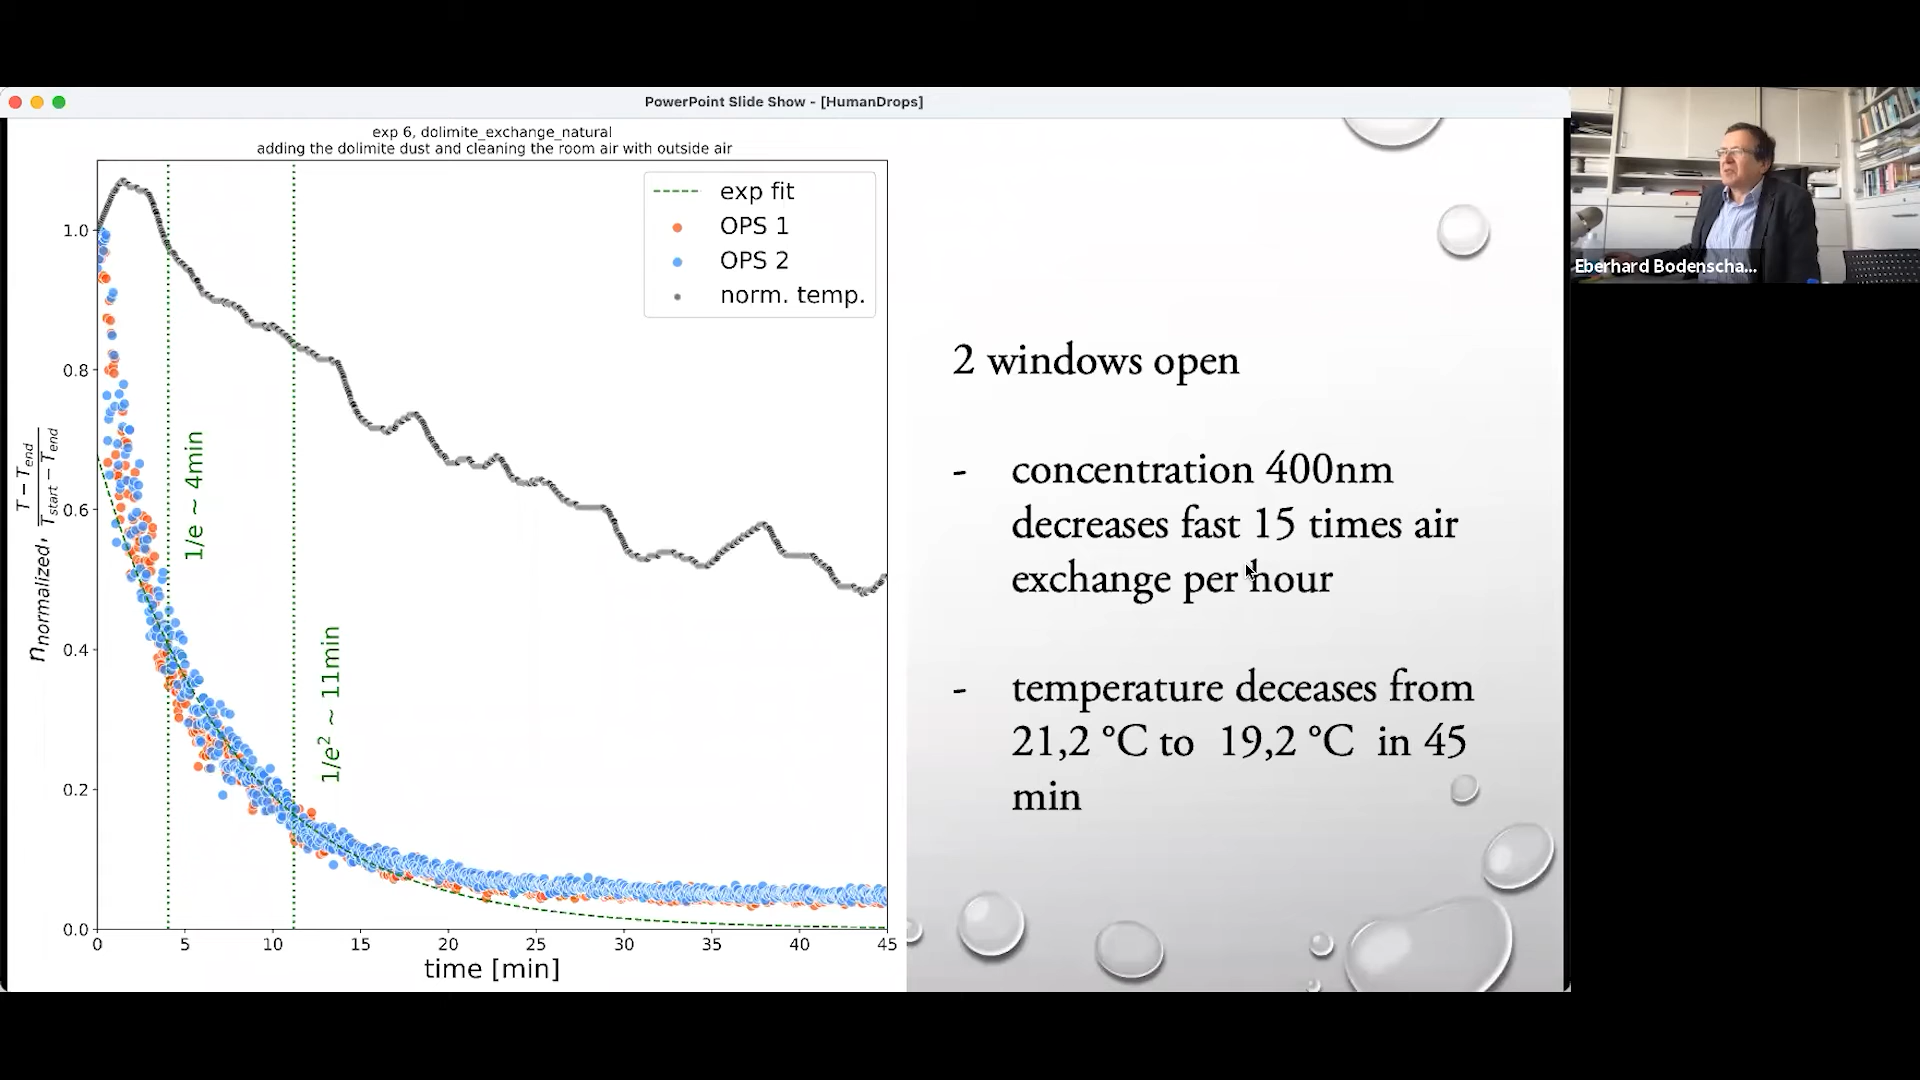 PowerPoint Slide Show - [HumanDrops]
exp 6, dolimite_exchange_natural
adding the dolimite dust and cleaning the room air with outside air
exp fit
OPS 1
OPS 2
norm. temp.
1.0
0.8
0.6
0.4
0.2
0.0
n_normalized, T − T_end / T_start − T_end
1/e ~ 4min
1/e² ~ 11min
0 5 10 15 20 25 30 35 40 45
time [min]
2 windows open
- concentration 400nm
decreases fast 15 times air
exchange per hour
- temperature deceases from
21,2 °C to 19,2 °C in 45
min
Eberhard Bodenscha...